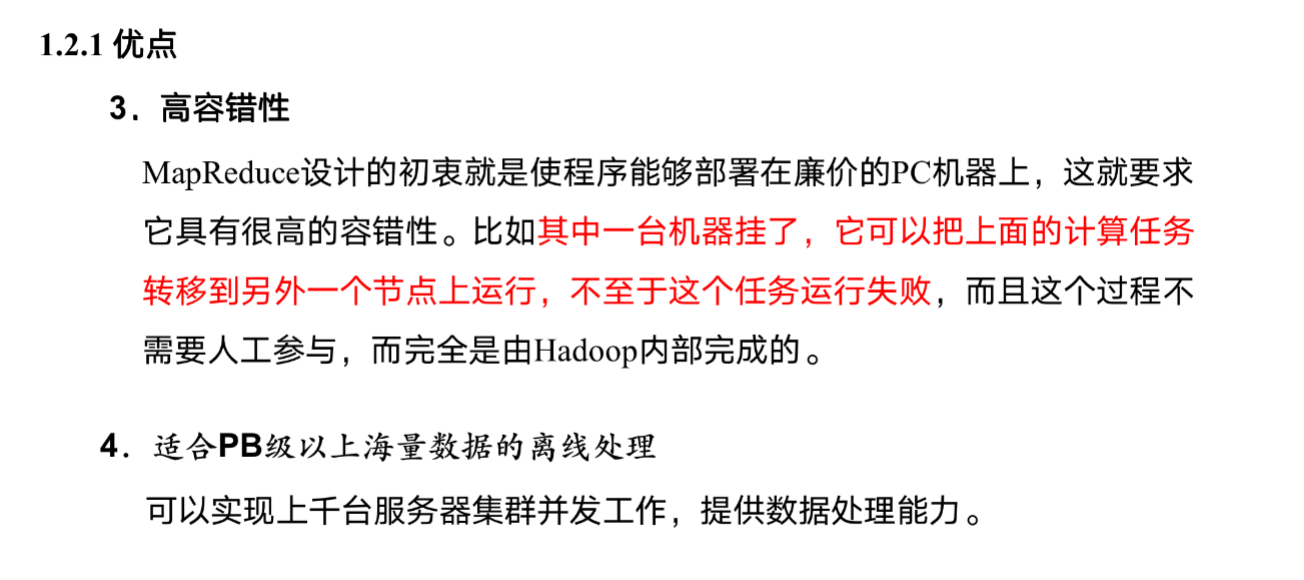 1.2.1 优点
3．高容错性
MapReduce设计的初衷就是使程序能够部署在廉价的PC机器上，这就要求
它具有很高的容错性。比如其中一台机器挂了，它可以把上面的计算任务
转移到另外一个节点上运行，不至于这个任务运行失败，而且这个过程不
需要人工参与，而完全是由Hadoop内部完成的。
4．适合PB级以上海量数据的离线处理
可以实现上千台服务器集群并发工作，提供数据处理能力。